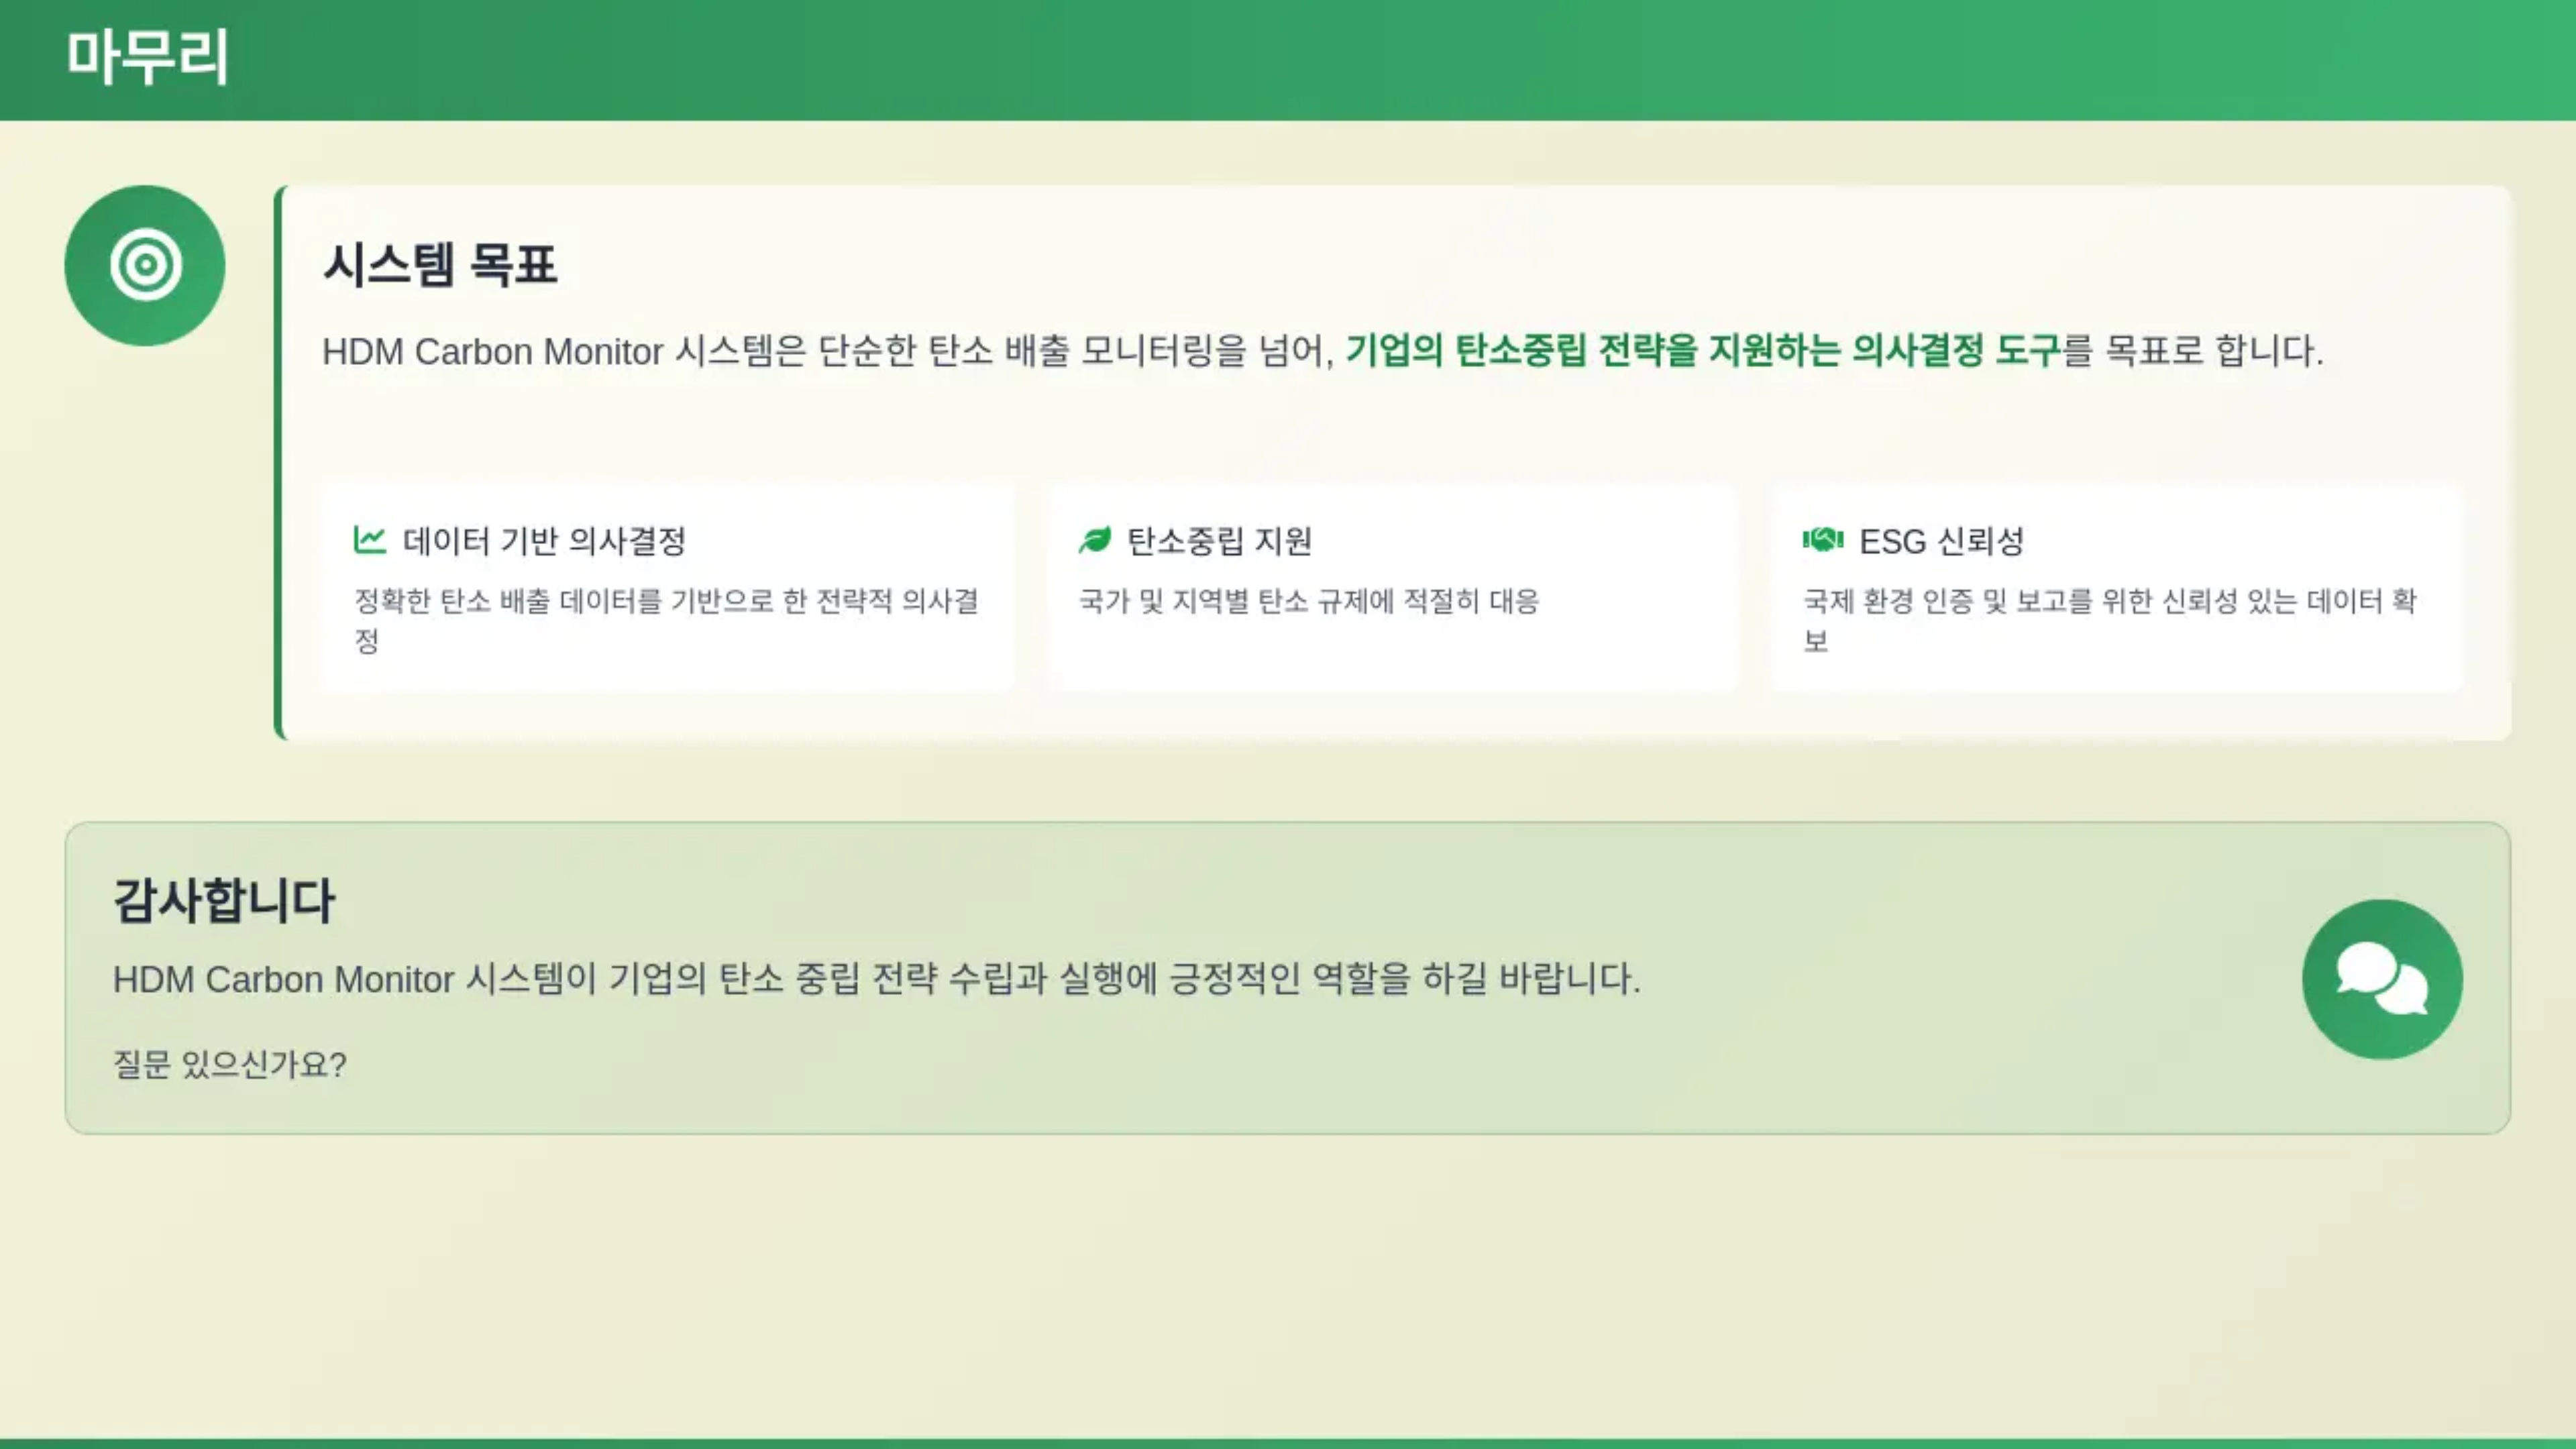 마무리
시스템 목표
HDM Carbon Monitor 시스템은 단순한 탄소 배출 모니터링을 넘어, 기업의 탄소중립 전략을 지원하는 의사결정 도구를 목표로 합니다.
데이터 기반 의사결정
정확한 탄소 배출 데이터를 기반으로 한 전략적 의사결
정
탄소중립 지원
국가 및 지역별 탄소 규제에 적절히 대응
ESG 신뢰성
국제 환경 인증 및 보고를 위한 신뢰성 있는 데이터 확
보
감사합니다
HDM Carbon Monitor 시스템이 기업의 탄소 중립 전략 수립과 실행에 긍정적인 역할을 하길 바랍니다.
질문 있으신가요?